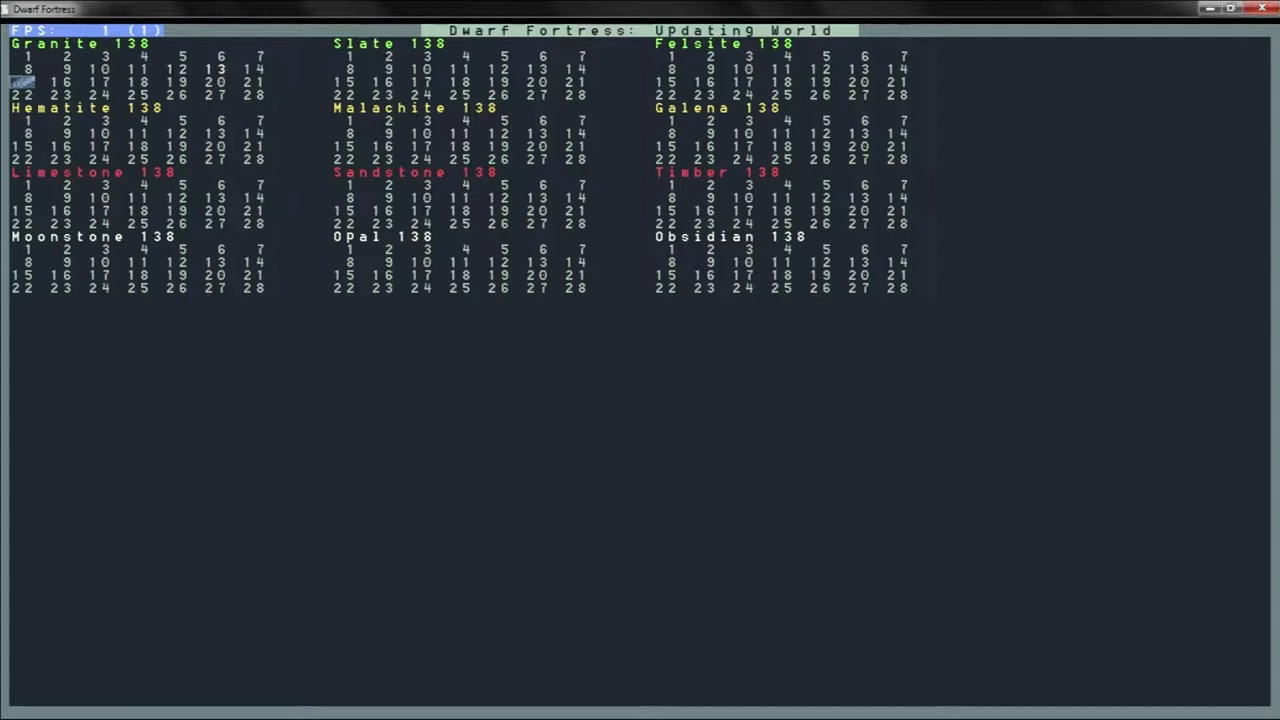 Dwarf Fortress
FPS: 1 (1) Dwarf Fortress: Updating World
Granite 138 Slate 138 Felsite 138
1 2 3 4 5 6 7 1 2 3 4 5 6 7 1 2 3 4 5 6 7
8 9 10 11 12 13 14 8 9 10 11 12 13 14 8 9 10 11 12 13 14
16 17 18 19 20 21 15 16 17 18 19 20 21 15 16 17 18 19 20 21
22 23 24 25 26 27 28 22 23 24 25 26 27 28 22 23 24 25 26 27 28
Hematite 138 Malachite 138 Galena 138
1 2 3 4 5 6 7 1 2 3 4 5 6 7 1 2 3 4 5 6 7
8 9 10 11 12 13 14 8 9 10 11 12 13 14 8 9 10 11 12 13 14
15 16 17 18 19 20 21 15 16 17 18 19 20 21 15 16 17 18 19 20 21
22 23 24 25 26 27 28 22 23 24 25 26 27 28 22 23 24 25 26 27 28
Limestone 138 Sandstone 138 Timber 138
1 2 3 4 5 6 7 1 2 3 4 5 6 7 1 2 3 4 5 6 7
8 9 10 11 12 13 14 8 9 10 11 12 13 14 8 9 10 11 12 13 14
15 16 17 18 19 20 21 15 16 17 18 19 20 21 15 16 17 18 19 20 21
22 23 24 25 26 27 28 22 23 24 25 26 27 28 22 23 24 25 26 27 28
Moonstone 138 Opal 138 Obsidian 138
1 2 3 4 5 6 7 1 2 3 4 5 6 7 1 2 3 4 5 6 7
8 9 10 11 12 13 14 8 9 10 11 12 13 14 8 9 10 11 12 13 14
15 16 17 18 19 20 21 15 16 17 18 19 20 21 15 16 17 18 19 20 21
22 23 24 25 26 27 28 22 23 24 25 26 27 28 22 23 24 25 26 27 28